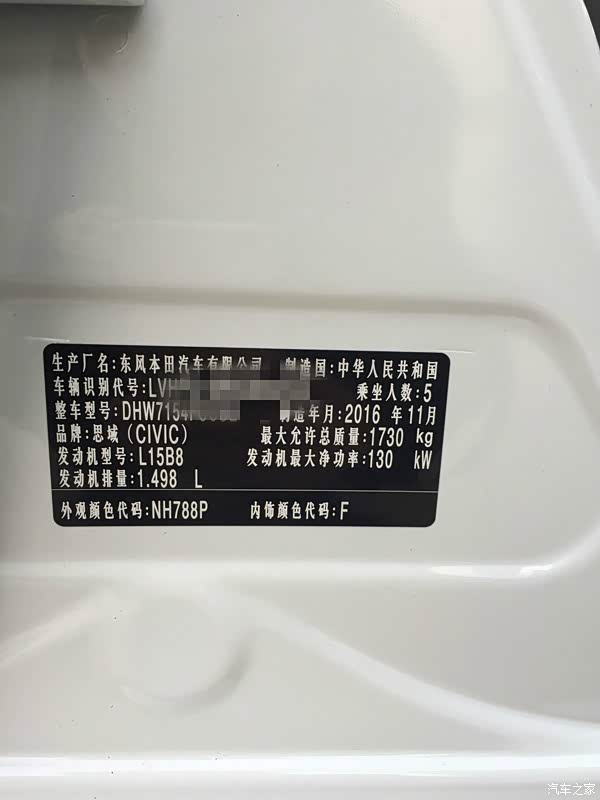 生产厂名:东风本田汽车有限公司 制造国:中华人民共和国
车辆识别代号:LV 乘坐人数:5
整车型号:DHW7154 制造年月:2016 年11月
品牌:思域(CIVIC) 最大允许总质量:1730 kg
发动机型号:L15B8 发动机最大净功率:130 kW
发动机排量:1.498 L
外观颜色代码:NH788P 内饰颜色代码:F
汽车之家